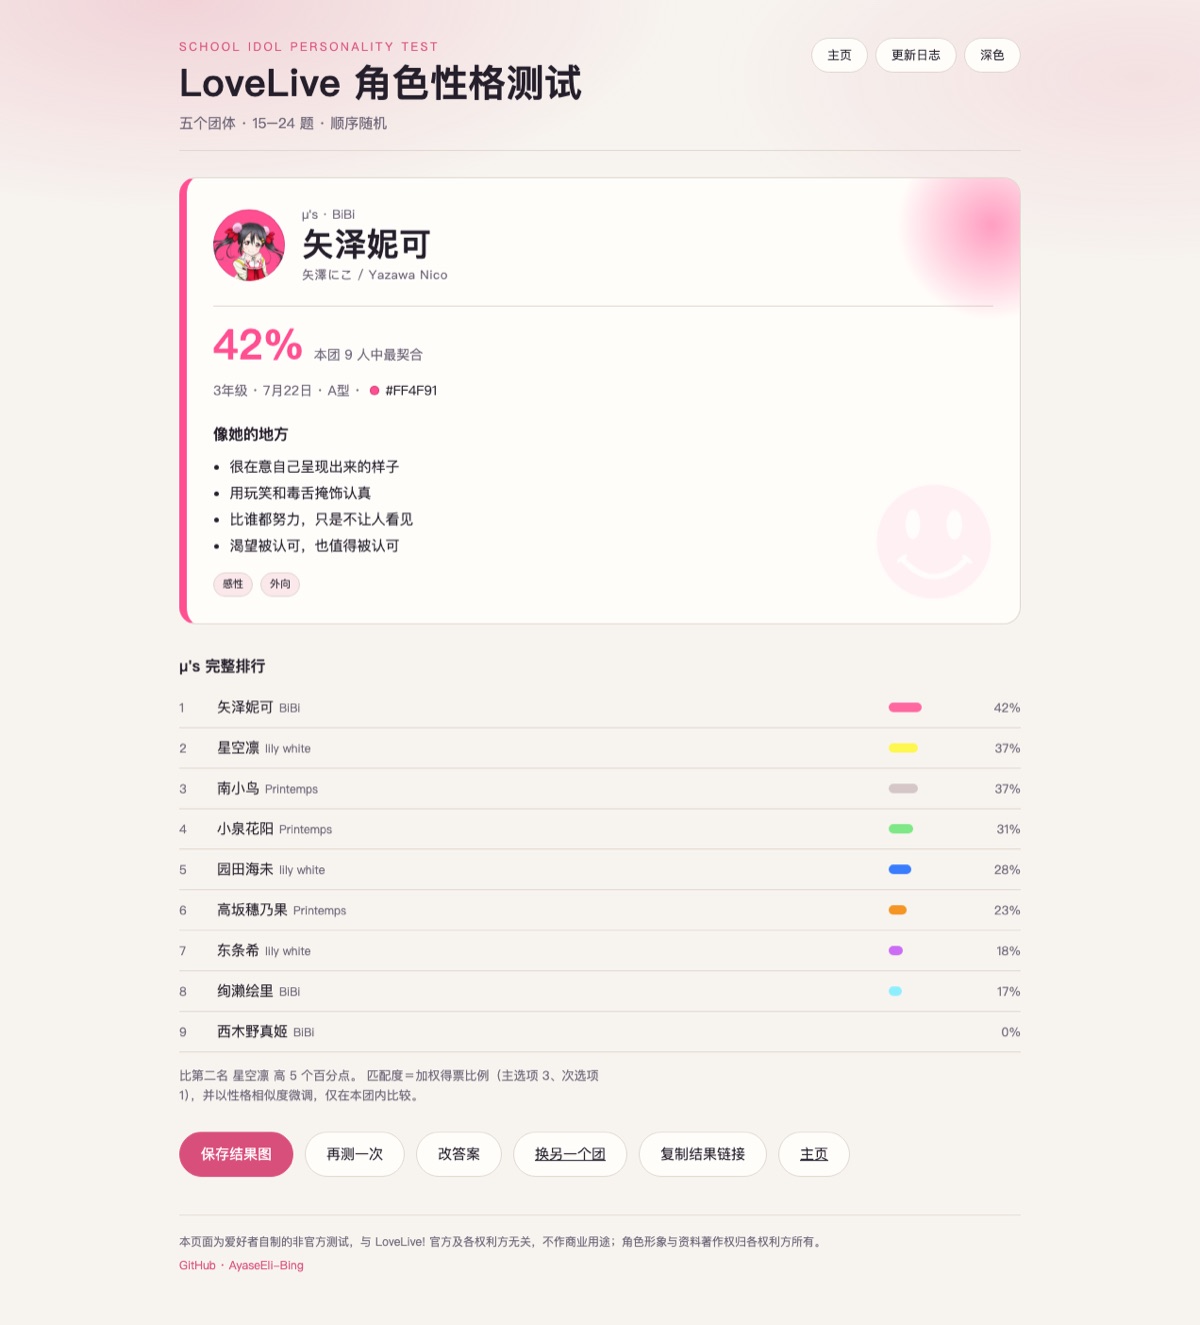 SCHOOL IDOL PERSONALITY TEST
LoveLive 角色性格测试
五个团体 · 15—24 题 · 顺序随机
主页
更新日志
深色
μ's · BiBi
矢泽妮可
矢澤にこ / Yazawa Nico
42% 本团 9 人中最契合
3年级 · 7月22日 · A型 · #FF4F91
像她的地方
• 很在意自己呈现出来的样子
• 用玩笑和毒舌掩饰认真
• 比谁都努力，只是不让人看见
• 渴望被认可，也值得被认可
感性
外向
μ's 完整排行
1 矢泽妮可 BiBi 42%
2 星空凛 lily white 37%
3 南小鸟 Printemps 37%
4 小泉花阳 Printemps 31%
5 园田海未 lily white 28%
6 高坂穗乃果 Printemps 23%
7 东条希 lily white 18%
8 绚濑绘里 BiBi 17%
9 西木野真姬 BiBi 0%
比第二名 星空凛 高 5 个百分点。 匹配度＝加权得票比例（主选项 3、次选项
1），并以性格相似度微调，仅在本团内比较。
保存结果图
再测一次
改答案
换另一个团
复制结果链接
主页
本页面为爱好者自制的非官方测试，与 LoveLive! 官方及各权利方无关，不作商业用途；角色形象与资料著作权归各权利方所有。
GitHub · AyaseEli-Bing